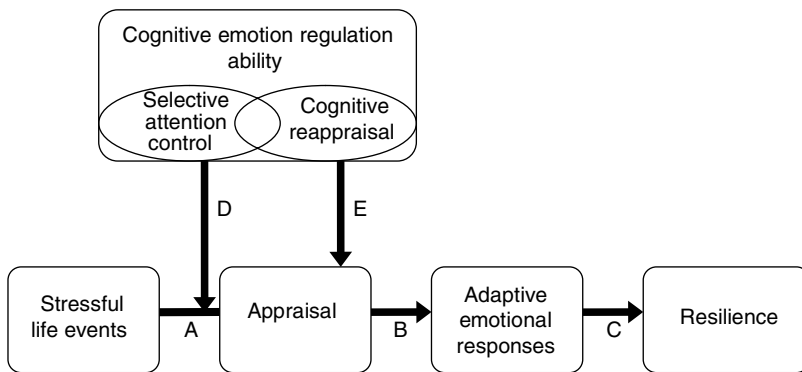 Cognitive emotion regulation
ability
Selective
attention
control
Cognitive
reappraisal
D
E
Stressful
life events
A
Appraisal
B
Adaptive
emotional
responses
C
Resilience